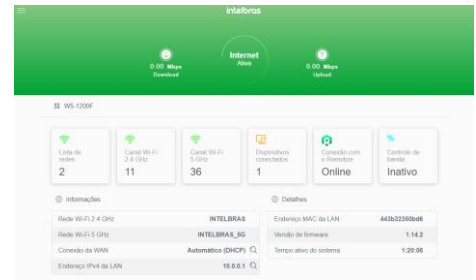 intelbras
Internet
Ativa
0.00 Mbps
Download
0.00 Mbps
Upload
W5-1200F
Lista de redes
2
Canal Wi-Fi 2.4 GHz
11
Canal Wi-Fi 5 GHz
36
Dispositivos conectados
1
Conexão com o Remotize
Online
Controle de banda
Inativo
Informações
Rede Wi-Fi 2.4 GHz INTELBRAS
Rede Wi-Fi 5 GHz INTELBRAS_5G
Conexão da WAN Automático (DHCP)
Endereço IPv4 da LAN 10.0.0.1
Detalhes
Endereço MAC da LAN 443b32350bd6
Versão de firmware 1.14.2
Tempo ativo do sistema 1:20:56